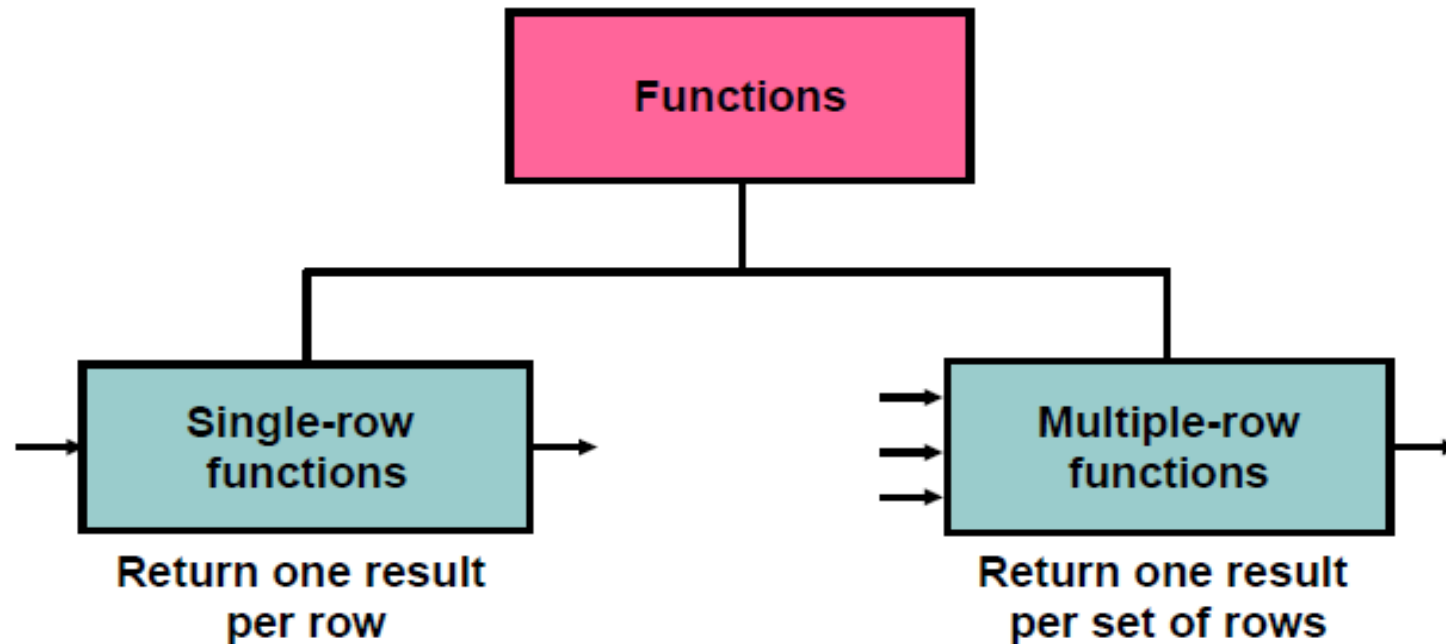 Functions
Single-row
functions
Multiple-row
functions
Return one result
per row
Return one result
per set of rows